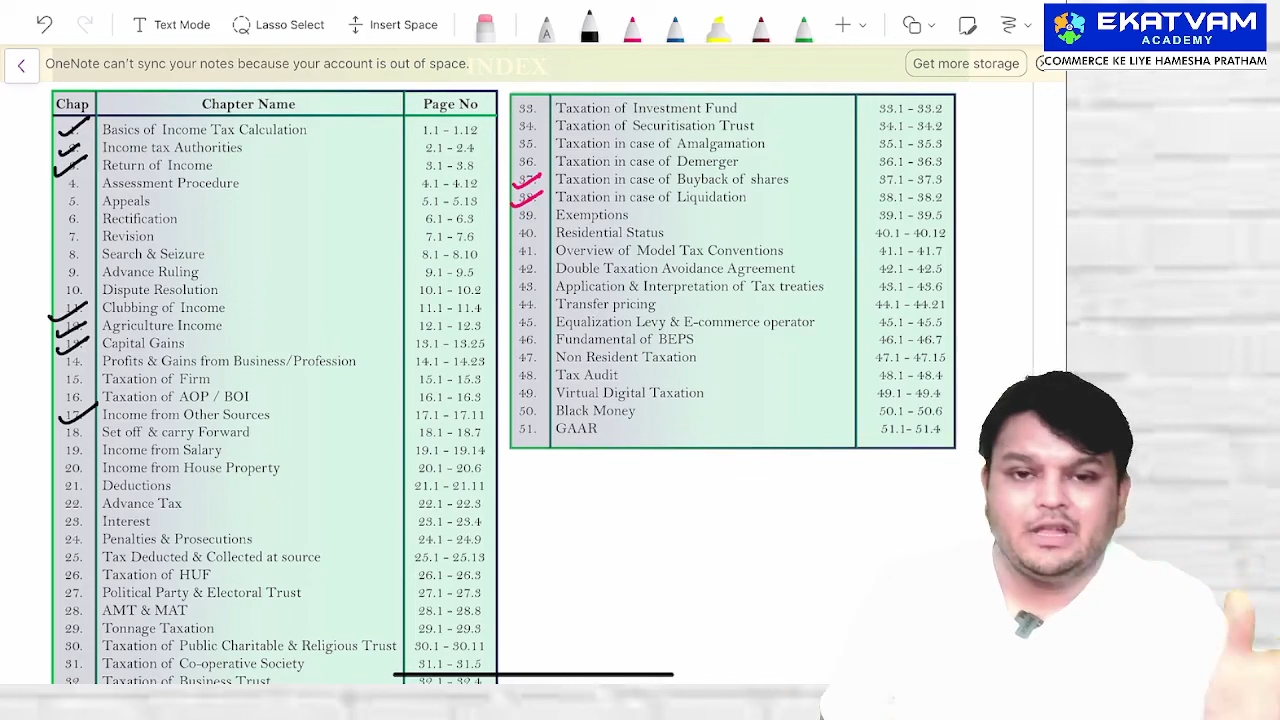 Text Mode Lasso Select Insert Space
EKATVAM
ACADEMY
COMMERCE KE LIYE HAMESHA PRATHAM
OneNote can't sync your notes because your account is out of space. Get more storage
INDEX
Chap Chapter Name Page No
Basics of Income Tax Calculation 1.1 - 1.12
Income tax Authorities 2.1 - 2.4
Return of Income 3.1 - 3.8
4. Assessment Procedure 4.1 - 4.12
5. Appeals 5.1 - 5.13
6. Rectification 6.1 - 6.3
7. Revision 7.1 - 7.6
8. Search & Seizure 8.1 - 8.10
9. Advance Ruling 9.1 - 9.5
10. Dispute Resolution 10.1 - 10.2
11. Clubbing of Income 11.1 - 11.4
12. Agriculture Income 12.1 - 12.3
13. Capital Gains 13.1 - 13.25
14. Profits & Gains from Business/Profession 14.1 - 14.23
15. Taxation of Firm 15.1 - 15.3
16. Taxation of AOP / BOI 16.1 - 16.3
17. Income from Other Sources 17.1 - 17.11
18. Set off & carry Forward 18.1 - 18.7
19. Income from Salary 19.1 - 19.14
20. Income from House Property 20.1 - 20.6
21. Deductions 21.1 - 21.11
22. Advance Tax 22.1 - 22.3
23. Interest 23.1 - 23.4
24. Penalties & Prosecutions 24.1 - 24.9
25. Tax Deducted & Collected at source 25.1 - 25.13
26. Taxation of HUF 26.1 - 26.3
27. Political Party & Electoral Trust 27.1 - 27.3
28. AMT & MAT 28.1 - 28.8
29. Tonnage Taxation 29.1 - 29.3
30. Taxation of Public Charitable & Religious Trust 30.1 - 30.11
31. Taxation of Co-operative Society 31.1 - 31.5
32. Taxation of Business Trust 32.1 - 32.4
33. Taxation of Investment Fund 33.1 - 33.2
34. Taxation of Securitisation Trust 34.1 - 34.2
35. Taxation in case of Amalgamation 35.1 - 35.3
36. Taxation in case of Demerger 36.1 - 36.3
37. Taxation in case of Buyback of shares 37.1 - 37.3
38. Taxation in case of Liquidation 38.1 - 38.2
39. Exemptions 39.1 - 39.5
40. Residential Status 40.1 - 40.12
41. Overview of Model Tax Conventions 41.1 - 41.7
42. Double Taxation Avoidance Agreement 42.1 - 42.5
43. Application & Interpretation of Tax treaties 43.1 - 43.6
44. Transfer pricing 44.1 - 44.21
45. Equalization Levy & E-commerce operator 45.1 - 45.5
46. Fundamental of BEPS 46.1 - 46.7
47. Non Resident Taxation 47.1 - 47.15
48. Tax Audit 48.1 - 48.4
49. Virtual Digital Taxation 49.1 - 49.4
50. Black Money 50.1 - 50.6
51. GAAR 51.1- 51.4